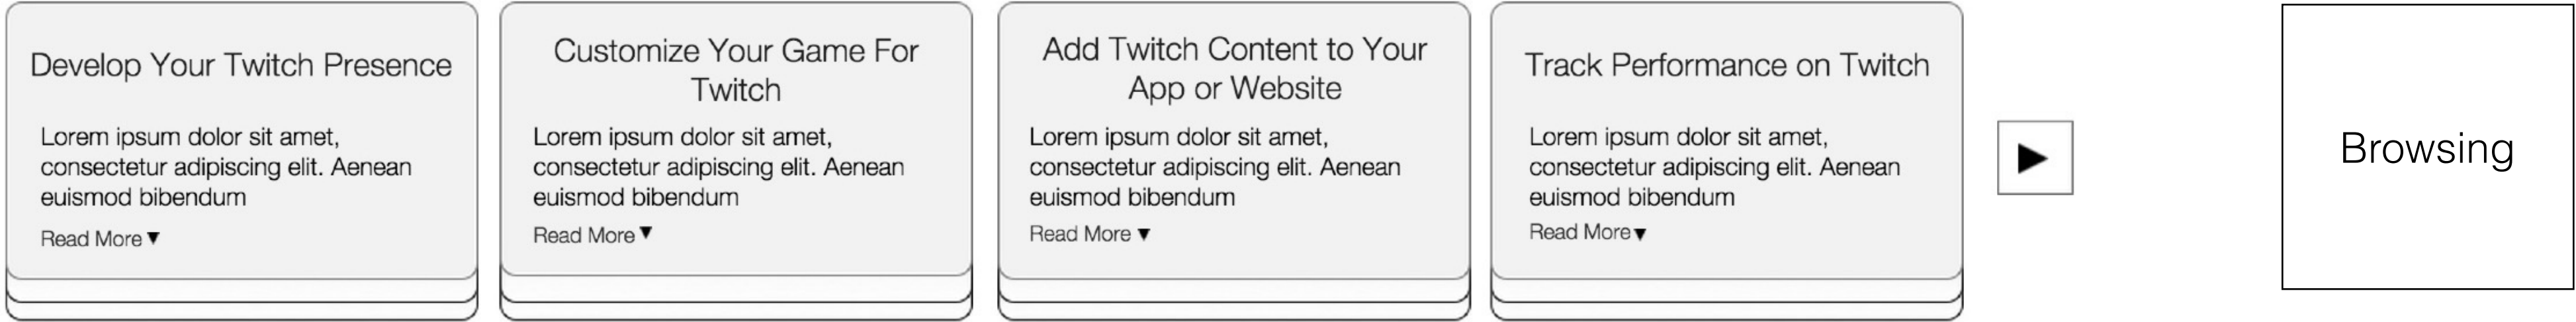 Develop Your Twitch Presence
Lorem ipsum dolor sit amet,
consectetur adipiscing elit. Aenean
euismod bibendum
Read More ▼
Customize Your Game For
Twitch
Lorem ipsum dolor sit amet,
consectetur adipiscing elit. Aenean
euismod bibendum
Read More ▼
Add Twitch Content to Your
App or Website
Lorem ipsum dolor sit amet,
consectetur adipiscing elit. Aenean
euismod bibendum
Read More ▼
Track Performance on Twitch
Lorem ipsum dolor sit amet,
consectetur adipiscing elit. Aenean
euismod bibendum
Read More ▼
Browsing